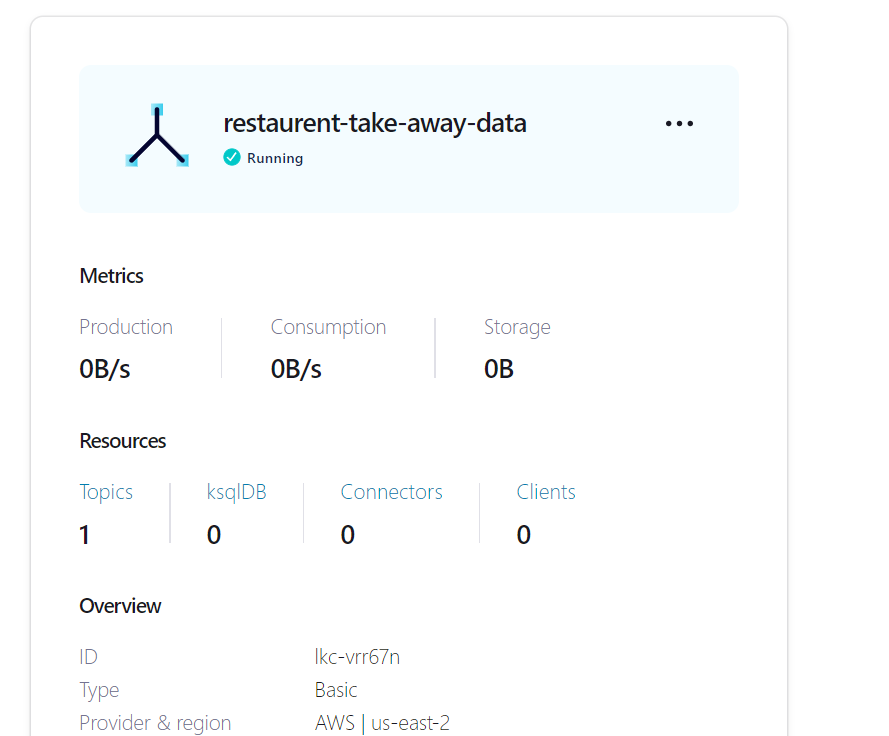 restaurent-take-away-data
Running
Metrics
Production Consumption Storage
0B/s 0B/s 0B
Resources
Topics ksqlDB Connectors Clients
1 0 0 0
Overview
ID lkc-vrr67n
Type Basic
Provider & region AWS | us-east-2